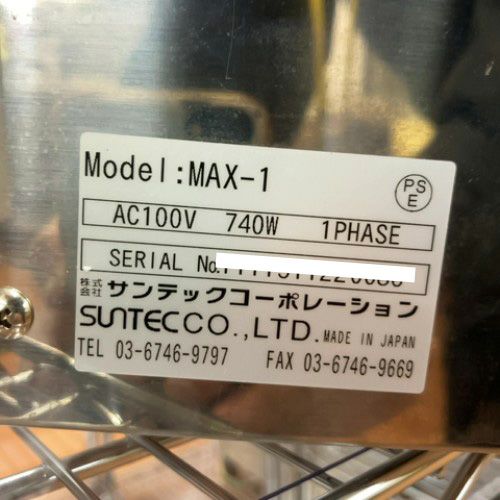 Model:MAX-1
PS
E
AC100V 740W 1PHASE
SERIAL No.
株式
会社 サンテックコーポレーション
SUNTEC CO.,LTD. MADE IN JAPAN
TEL 03-6746-9797 FAX 03-6746-9669